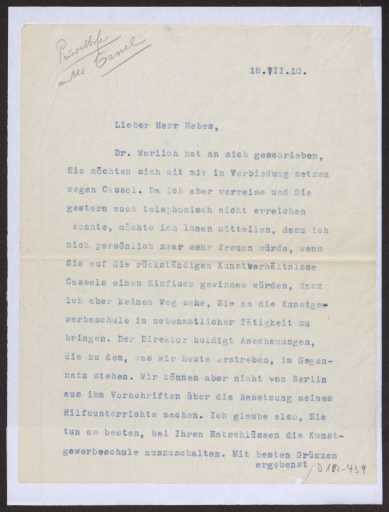 Privatbrief
Cassel
18.VII.10.
Lieber Herr
Dr. hat an mich geschrieben,
Sie möchten sich mit mir in Verbindung setzen
wegen Cassel. Da ich aber verreise und Sie
gestern auch telephonisch nicht erreichen
konnte, möchte ich Ihnen mitteilen, dass ich
mich persönlich zwar sehr freuen würde, wenn
Sie auf die rückständigen Kunstverhältnisse
Cassels einen Einfluss gewinnen würden, dass
ich aber keinen Weg sehe, Sie an die Kunstge-
werbeschule in nebenamtlicher Tätigkeit zu
bringen. Der Direktor huldigt Anschauungen,
die zu dem, was wir heute erstreben, im Gegen-
satz stehen. Wir können aber nicht von Berlin
aus ihm Vorschriften über die Besetzung seines
Hilfsunterrichts machen. Ich glaube also, Sie
tun am besten, bei Ihren Entschlüssen die Kunst-
gewerbeschule auszuschalten. Mit besten Grüssen
ergebenst